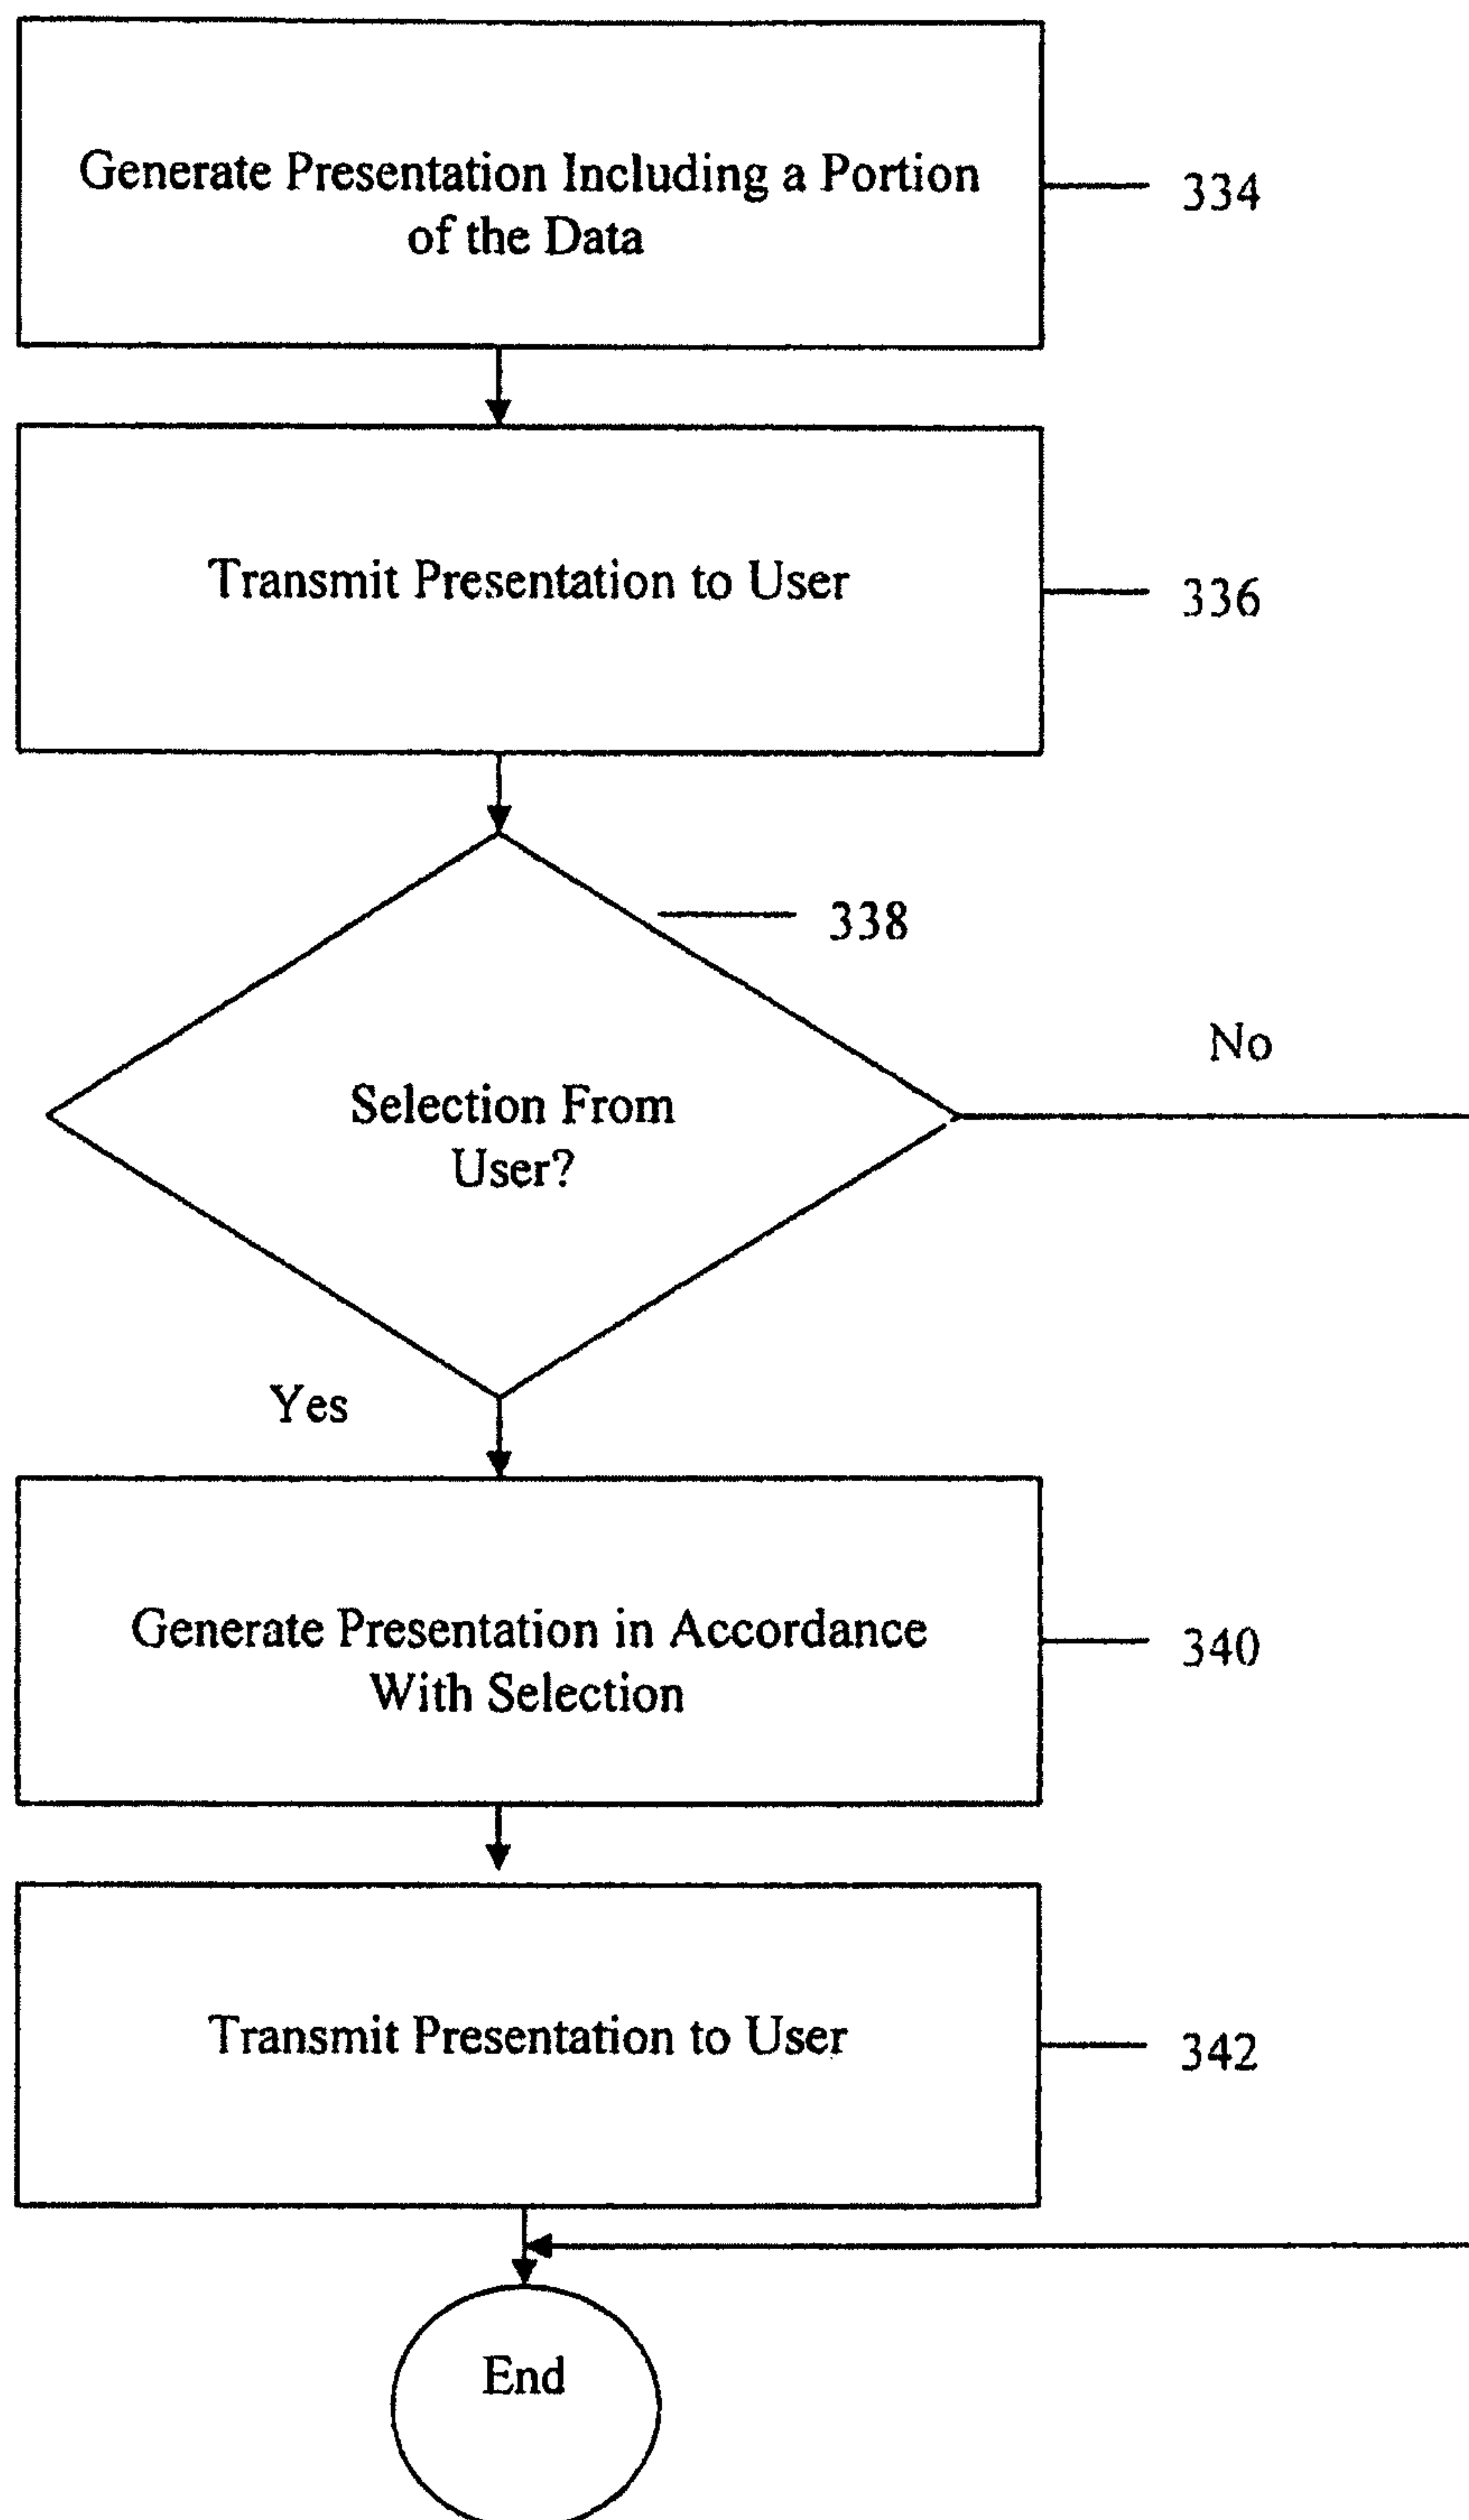 Generate Presentation Including a Portion
of the Data
334
Transmit Presentation to User
336
338
No
Selection From
User?
Yes
Generate Presentation in Accordance
With Selection
340
Transmit Presentation to User
342
End